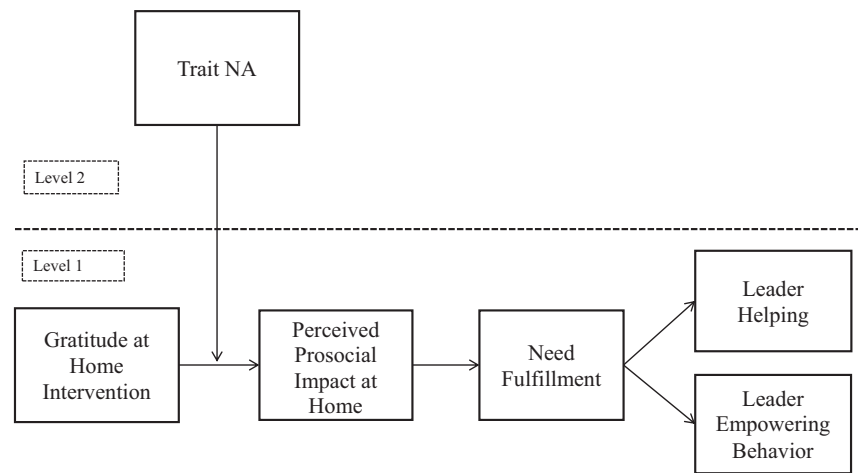 Trait NA
Level 2
Level 1
Gratitude at
Home
Intervention
Perceived
Prosocial
Impact at
Home
Need
Fulfillment
Leader
Helping
Leader
Empowering
Behavior